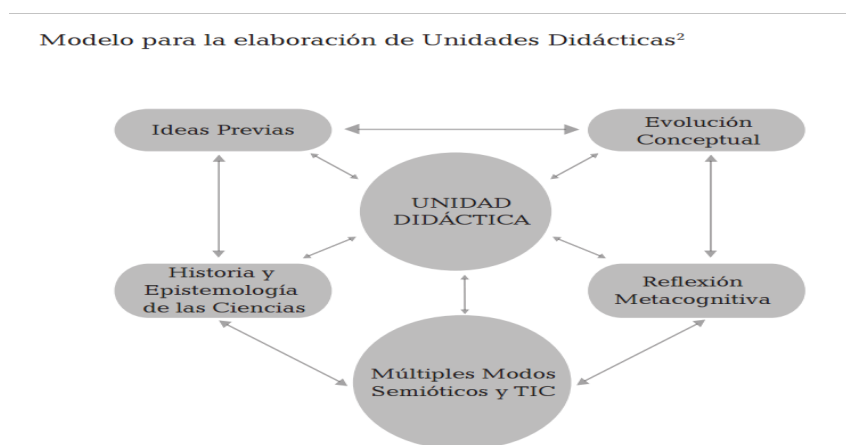 Modelo para la elaboración de Unidades Didácticas²
Ideas Previas
Evolución
Conceptual
UNIDAD
DIDÁCTICA
Historia y
Epistemología
de las Ciencias
Reflexión
Metacognitiva
Múltiples Modos
Semióticos y TIC